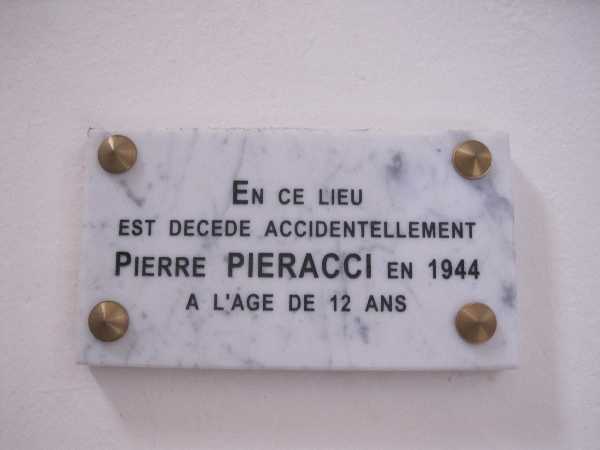 EN CE LIEU
EST DECEDE ACCIDENTELLEMENT
PIERRE PIERACCI EN 1944
A L'AGE DE 12 ANS